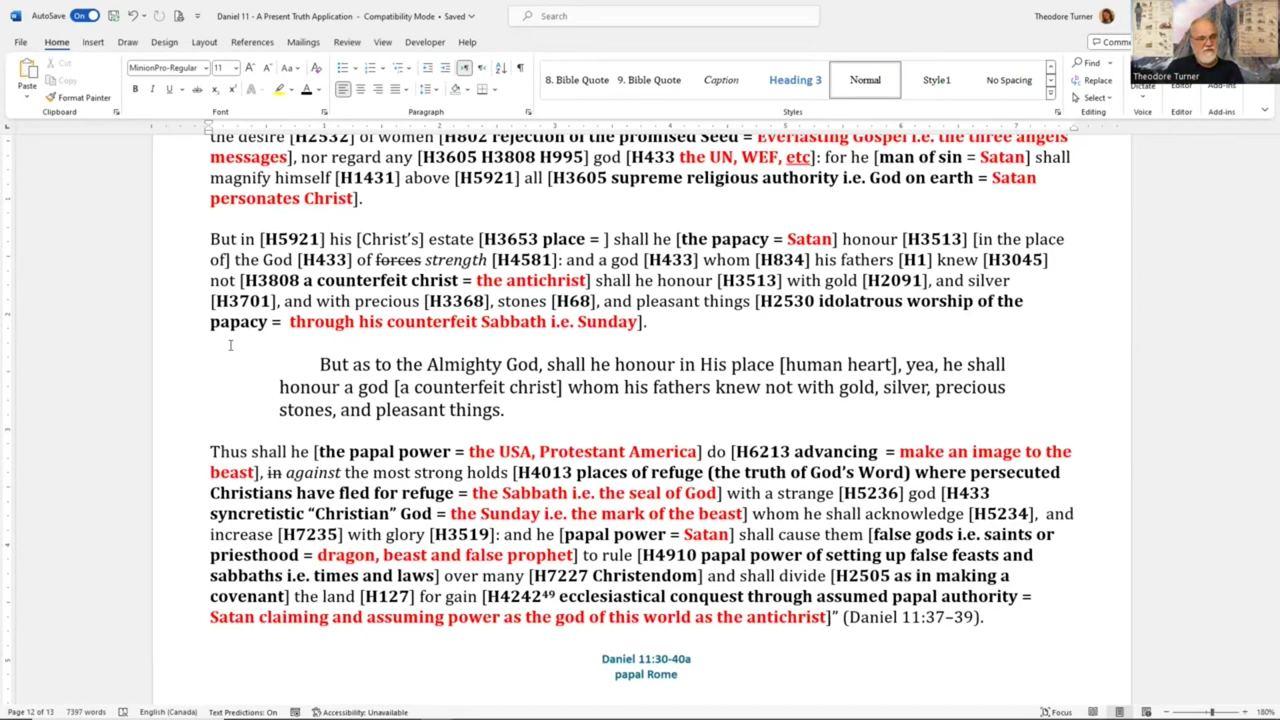 AutoSave On Daniel 11 - A Present Truth Application - Compatibility Mode • Saved Search Theodore Turner
File Home Insert Draw Design Layout References Mailings Review View Developer Help Comme
Theodore Turner
Paste Cut Copy Format Painter
MinionPro-Regular 11
8. Bible Quote 9. Bible Quote Caption Heading 3 Normal Style1 No Spacing
Find Replace Select
Dictate Editor Add-ins
Clipboard Font Paragraph Styles Editing Voice Editor Add-ins
the desire [H2532] of women [H802 rejection of the promised Seed = Everlasting Gospel i.e. the three angels
messages], nor regard any [H3605 H3808 H995] god [H433 the UN, WEF, etc]: for he [man of sin = Satan] shall
magnify himself [H1431] above [H5921] all [H3605 supreme religious authority i.e. God on earth = Satan
personates Christ].
But in [H5921] his [Christ's] estate [H3653 place = ] shall he [the papacy = Satan] honour [H3513] [in the place
of] the God [H433] of forces strength [H4581]: and a god [H433] whom [H834] his fathers [H1] knew [H3045]
not [H3808 a counterfeit christ = the antichrist] shall he honour [H3513] with gold [H2091], and silver
[H3701], and with precious [H3368], stones [H68], and pleasant things [H2530 idolatrous worship of the
papacy = through his counterfeit Sabbath i.e. Sunday].
But as to the Almighty God, shall he honour in His place [human heart], yea, he shall
honour a god [a counterfeit christ] whom his fathers knew not with gold, silver, precious
stones, and pleasant things.
Thus shall he [the papal power = the USA, Protestant America] do [H6213 advancing = make an image to the
beast], in against the most strong holds [H4013 places of refuge (the truth of God's Word) where persecuted
Christians have fled for refuge = the Sabbath i.e. the seal of God] with a strange [H5236] god [H433
syncretistic “Christian” God = the Sunday i.e. the mark of the beast] whom he shall acknowledge [H5234], and
increase [H7235] with glory [H3519]: and he [papal power = Satan] shall cause them [false gods i.e. saints or
priesthood = dragon, beast and false prophet] to rule [H4910 papal power of setting up false feasts and
sabbaths i.e. times and laws] over many [H7227 Christendom] and shall divide [H2505 as in making a
covenant] the land [H127] for gain [H4242⁴⁹ ecclesiastical conquest through assumed papal authority =
Satan claiming and assuming power as the god of this world as the antichrist]” (Daniel 11:37–39).
Daniel 11:30-40a
papal Rome
Page 12 of 13 7397 words English (Canada) Text Predictions: On Accessibility: Unavailable Focus 180%